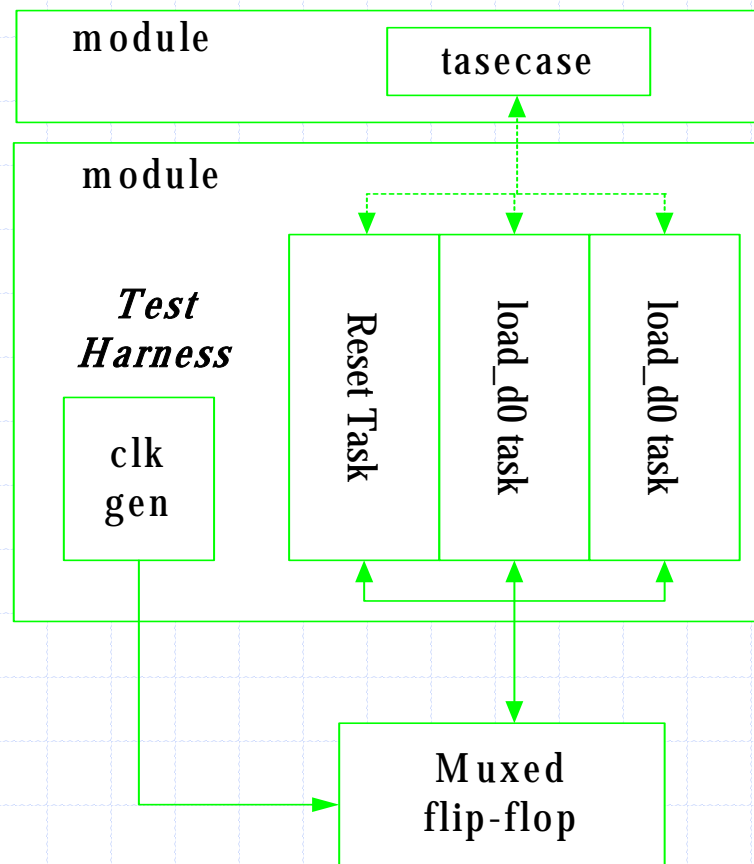 module
tasecase
module
Test
Harness
Reset Task
load_d0 task
load_d0 task
clk
gen
Muxed
flip-flop